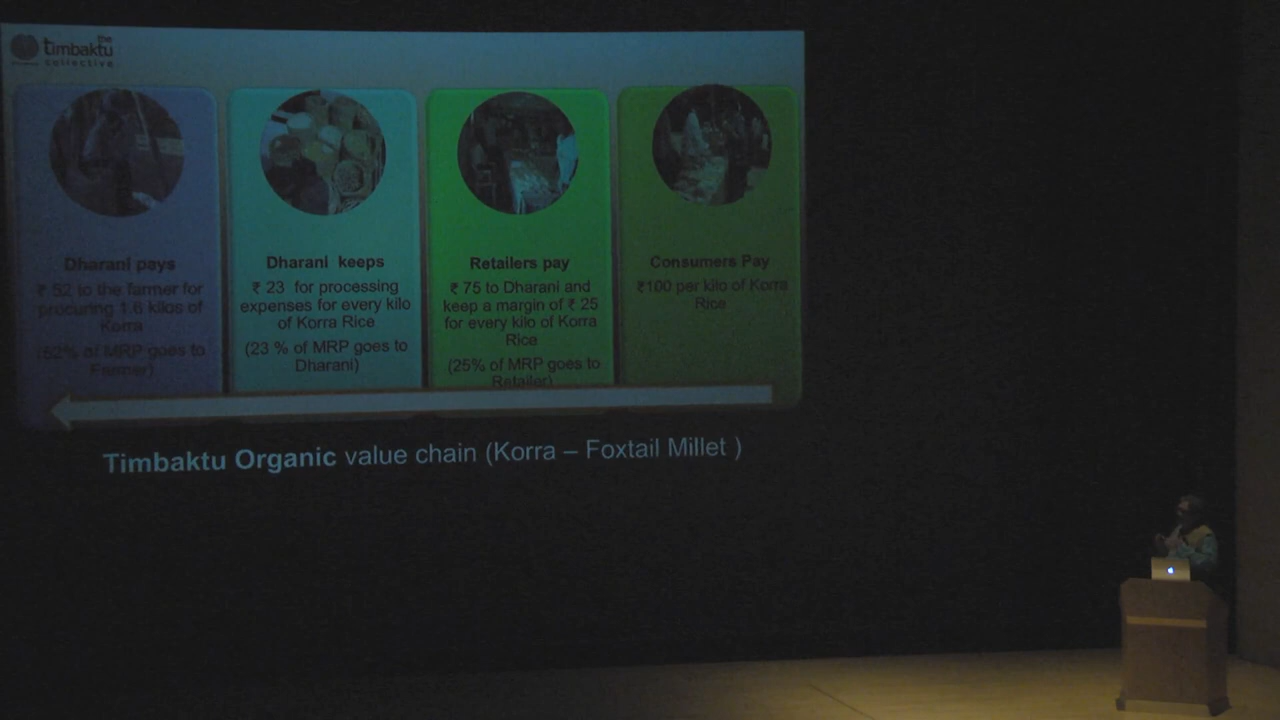 the
timbaktu
collective
Dharani pays
₹ 52 to the farmer for
procuring 1.6 kilos of
Korra
(52% of MRP goes to
Farmer)
Dharani keeps
₹ 23 for processing
expenses for every kilo
of Korra Rice
(23 % of MRP goes to
Dharani)
Retailers pay
₹ 75 to Dharani and
keep a margin of ₹ 25
for every kilo of Korra
Rice
(25% of MRP goes to
Retailer)
Consumers Pay
₹100 per kilo of Korra
Rice
Timbaktu Organic value chain (Korra – Foxtail Millet )